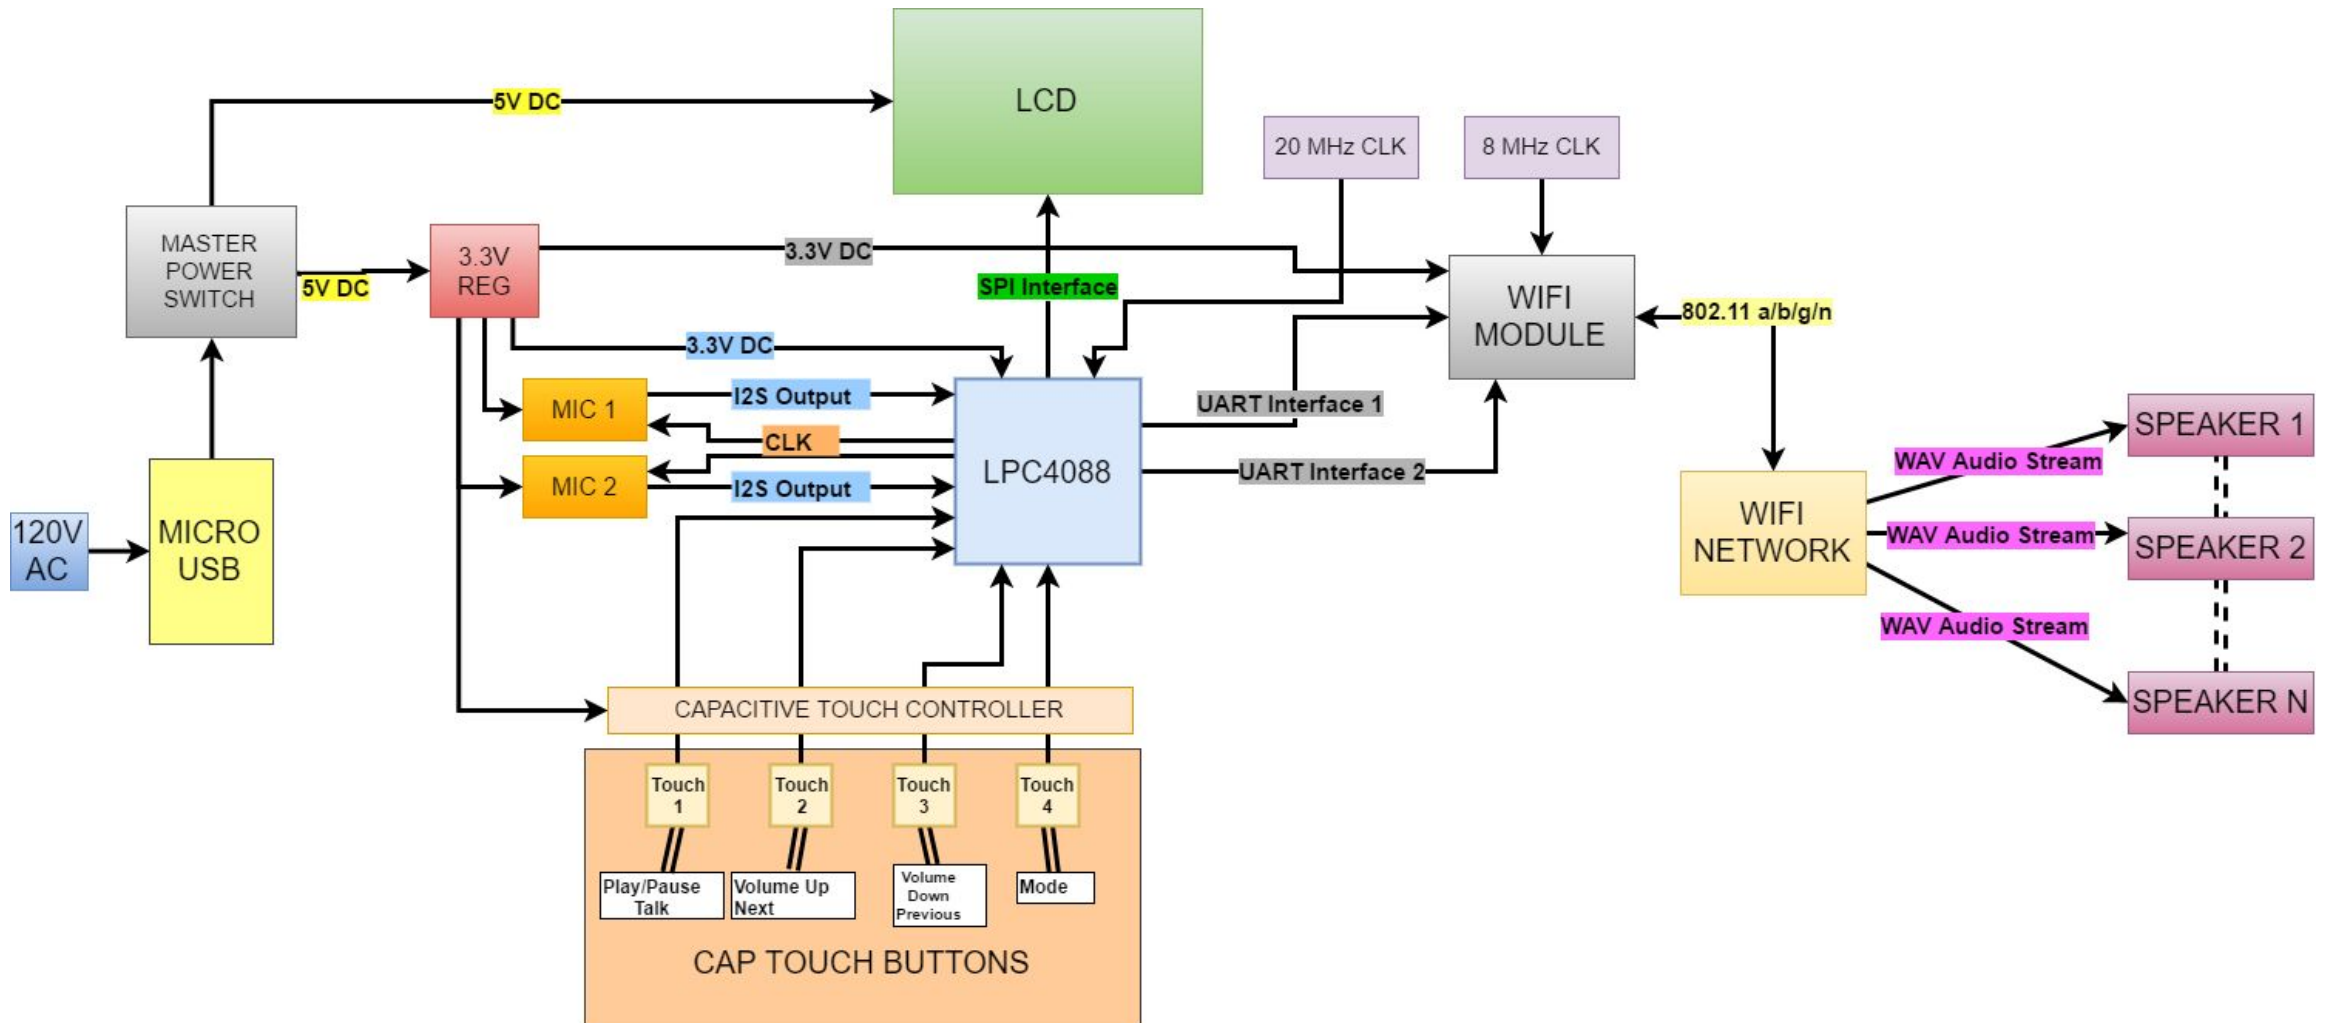 LCD
5V DC
20 MHz CLK
8 MHz CLK
MASTER
POWER
SWITCH
5V DC
3.3V
REG
3.3V DC
SPI Interface
WIFI
MODULE
802.11 a/b/g/n
3.3V DC
MIC 1
I2S Output
CLK
MIC 2
I2S Output
LPC4088
UART Interface 1
UART Interface 2
SPEAKER 1
WAV Audio Stream
120V
AC
MICRO
USB
WIFI
NETWORK
WAV Audio Stream
SPEAKER 2
WAV Audio Stream
SPEAKER N
CAPACITIVE TOUCH CONTROLLER
Touch
1
Touch
2
Touch
3
Touch
4
Play/Pause
Talk
Volume Up
Next
Volume
Down
Previous
Mode
CAP TOUCH BUTTONS